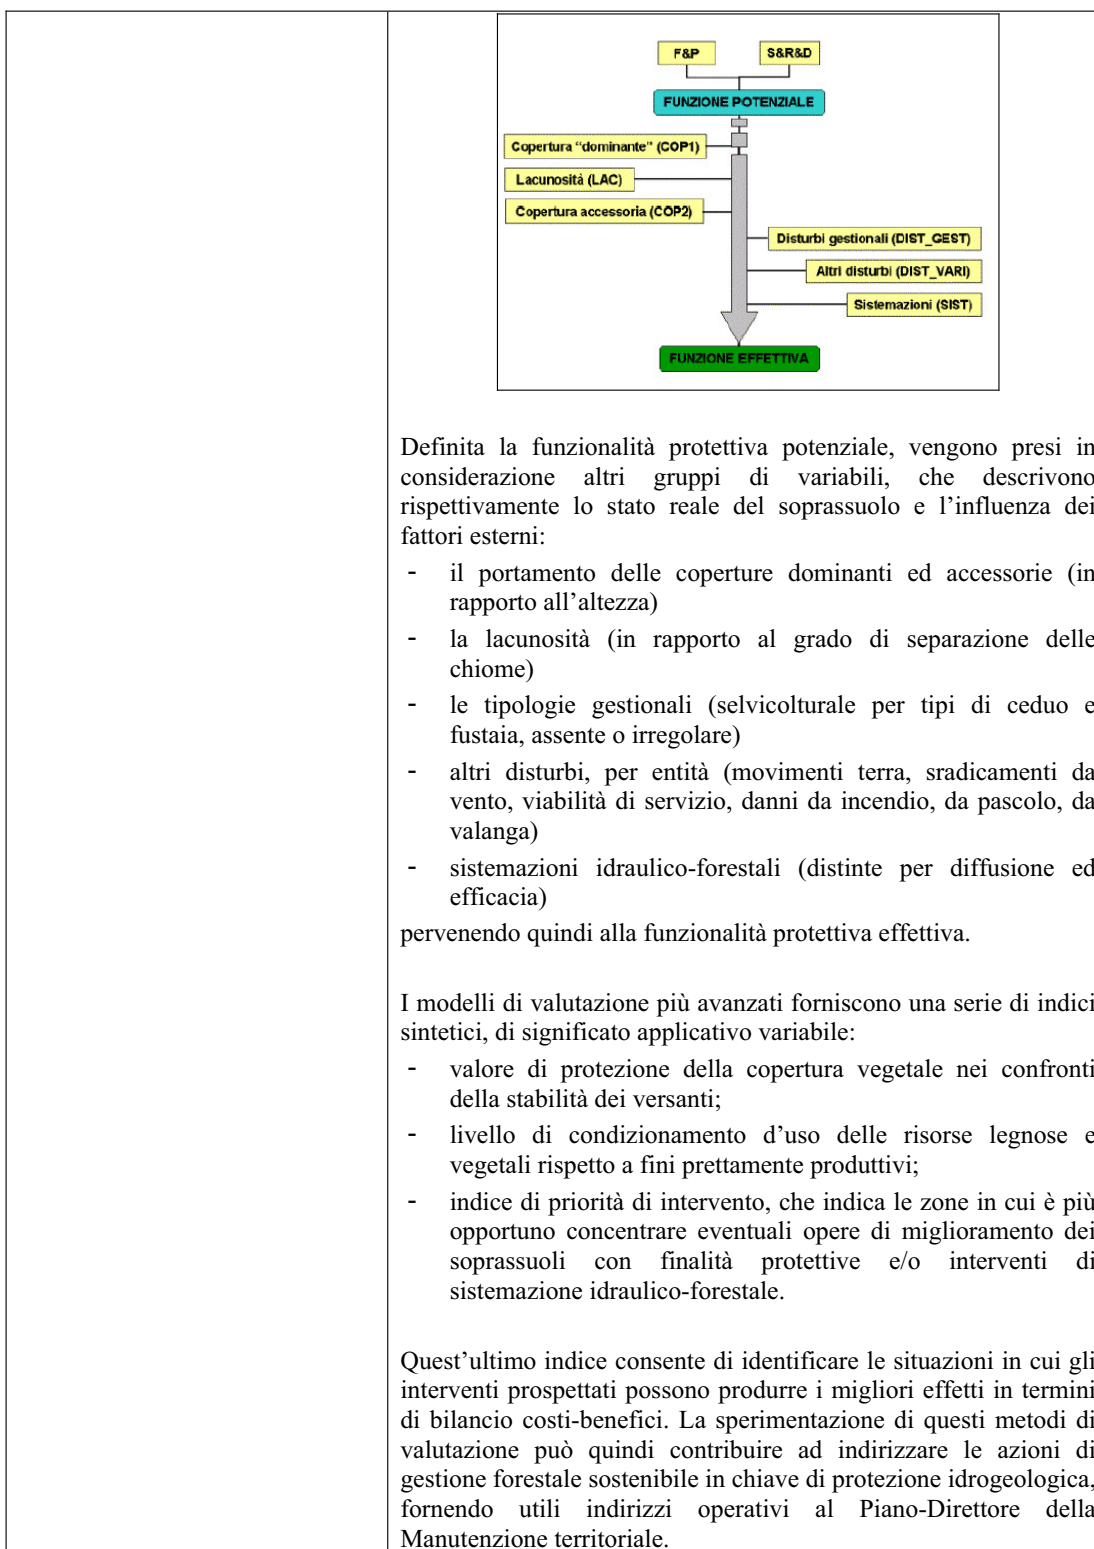 F&P
S&R&D
FUNZIONE POTENZIALE
Copertura “dominante” (COP1)
Lacunosità (LAC)
Copertura accessoria (COP2)
Disturbi gestionali (DIST_GEST)
Altri disturbi (DIST_VARI)
Sistemazioni (SIST)
FUNZIONE EFFETTIVA
Definita la funzionalità protettiva potenziale, vengono presi in
considerazione altri gruppi di variabili, che descrivono
rispettivamente lo stato reale del soprassuolo e l’influenza dei
fattori esterni:
- il portamento delle coperture dominanti ed accessorie (in
rapporto all’altezza)
- la lacunosità (in rapporto al grado di separazione delle
chiome)
- le tipologie gestionali (selvicolturale per tipi di ceduo e
fustaia, assente o irregolare)
- altri disturbi, per entità (movimenti terra, sradicamenti da
vento, viabilità di servizio, danni da incendio, da pascolo, da
valanga)
- sistemazioni idraulico-forestali (distinte per diffusione ed
efficacia)
pervenendo quindi alla funzionalità protettiva effettiva.
I modelli di valutazione più avanzati forniscono una serie di indici
sintetici, di significato applicativo variabile:
- valore di protezione della copertura vegetale nei confronti
della stabilità dei versanti;
- livello di condizionamento d’uso delle risorse legnose e
vegetali rispetto a fini prettamente produttivi;
- indice di priorità di intervento, che indica le zone in cui è più
opportuno concentrare eventuali opere di miglioramento dei
soprassuoli con finalità protettive e/o interventi di
sistemazione idraulico-forestale.
Quest’ultimo indice consente di identificare le situazioni in cui gli
interventi prospettati possono produrre i migliori effetti in termini
di bilancio costi-benefici. La sperimentazione di questi metodi di
valutazione può quindi contribuire ad indirizzare le azioni di
gestione forestale sostenibile in chiave di protezione idrogeologica,
fornendo utili indirizzi operativi al Piano-Direttore della
Manutenzione territoriale.